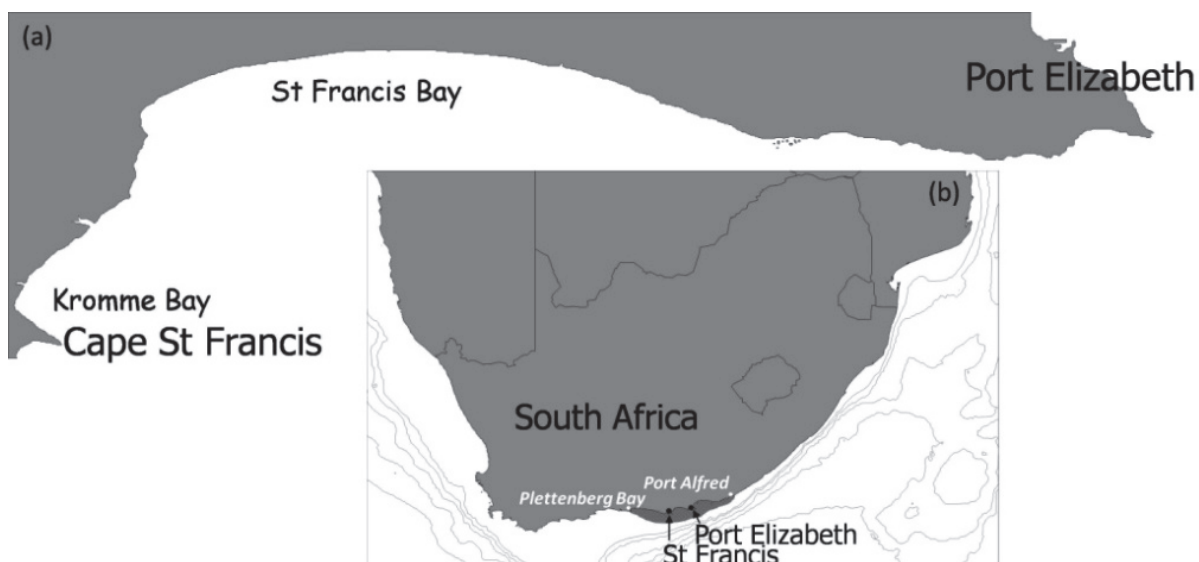 (a)
St Francis Bay
Port Elizabeth
Kromme Bay
Cape St Francis
(b)
South Africa
Port Alfred
Plettenberg Bay
Port Elizabeth
St Francis